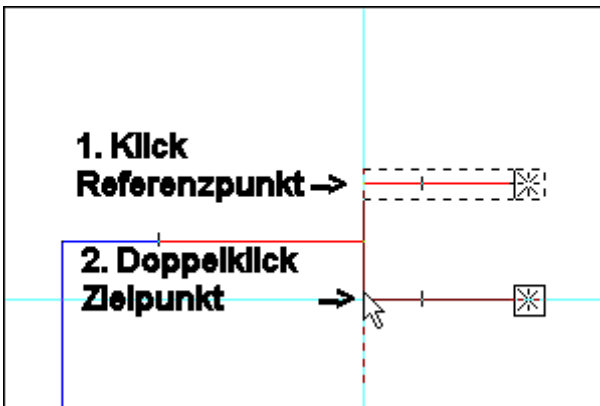 1. Klick
Referenzpunkt -->
2. Doppelklick
Zielpunkt -->